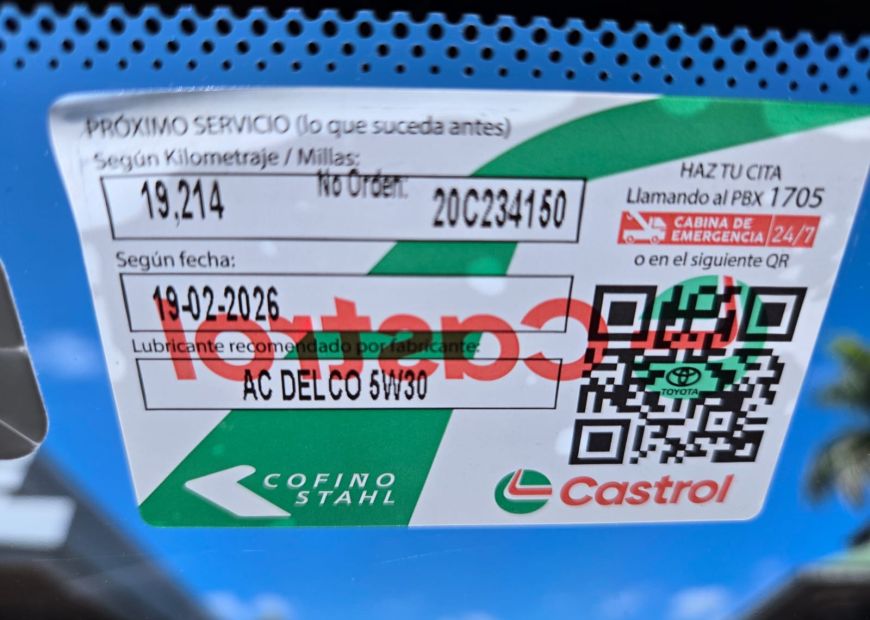 PRÓXIMO SERVICIO (lo que suceda antes)
Según Kilometraje / Millas:
No Orden:
19,214
20C234150
Según fecha:
19-02-2026
Lubricante recomendado por fabricante:
AC DELCO 5W30
COFINO
STAHL
HAZ TU CITA
Llamando al PBX 1705
CABINA DE
EMERGENCIA 24/7
o en el siguiente QR
TOYOTA
Castrol
Castrol